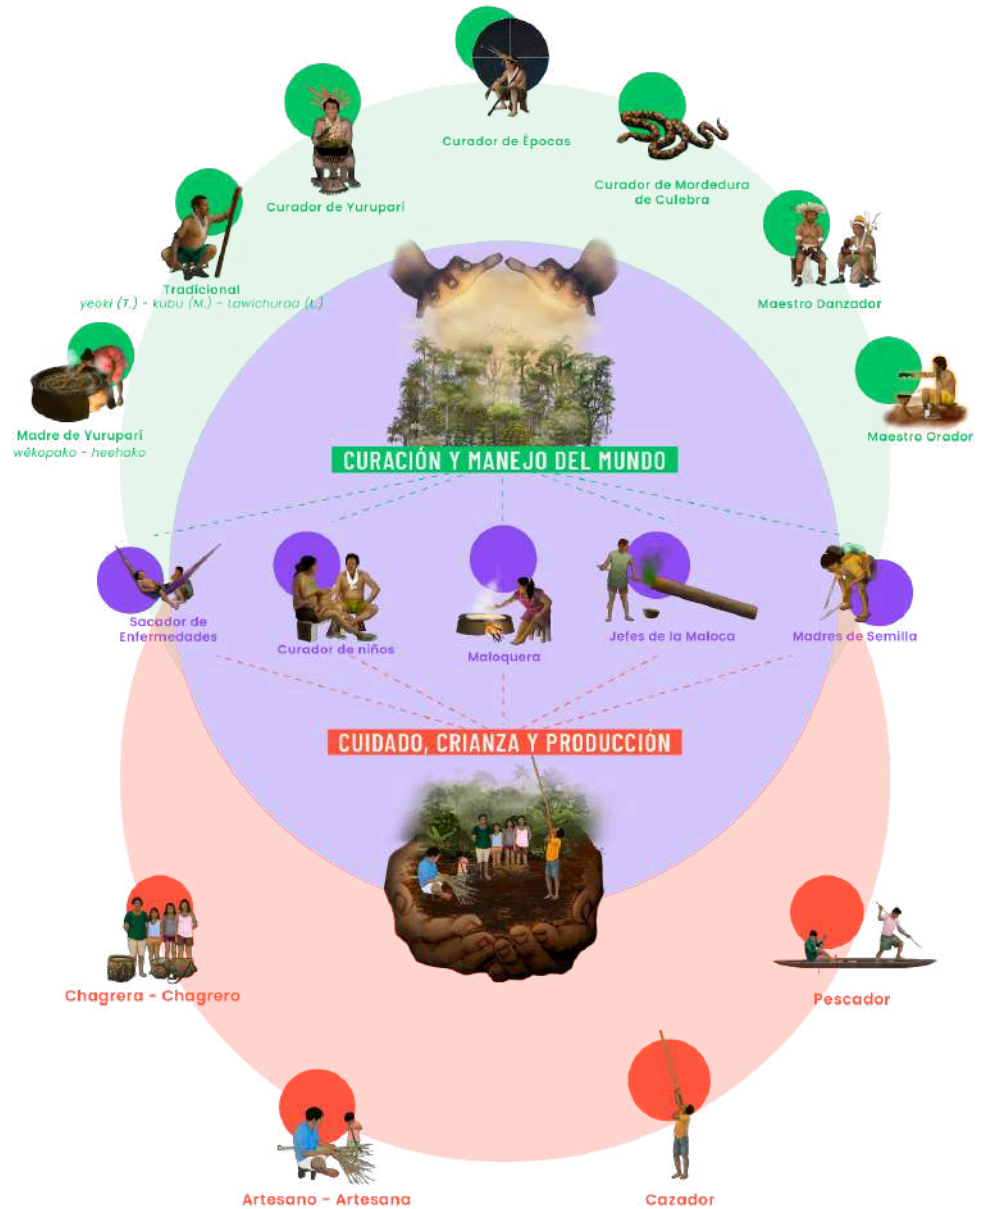 Curador de Épocas
Curador de Mordedura
de Culebra
Curador de Yuruparí
Tradicional
yeoki (T.) - kubu (M.) - Lawichuraa (L.)
Maestro Danzador
Madre de Yuruparí
wêkopako - heehako
Maestro Orador
CURACIÓN Y MANEJO DEL MUNDO
Sacador de
Enfermedades
Curador de niños
Maloquera
Jefes de la Maloca
Madres de Semilla
CUIDADO, CRIANZA Y PRODUCCIÓN
Chagrera - Chagrero
Pescador
Artesano - Artesana
Cazador